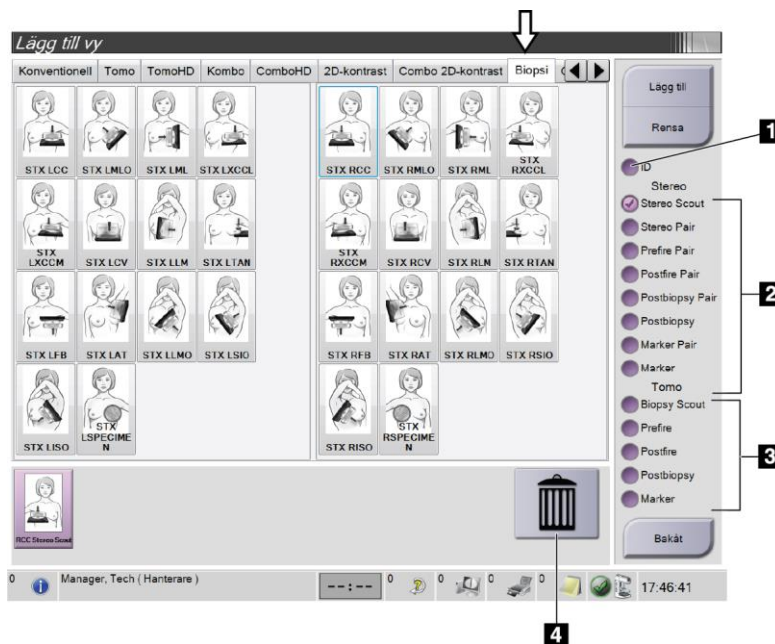 Lägg till vy
Konventionell Tomo TomoHD Kombo ComboHD 2D-kontrast Combo 2D-kontrast Biopsi
STX LCC STX LMLO STX LML STX LXCCL
STX RCC STX RMLO STX RML STX RXCCL
STX LXCCM STX LCV STX LLM STX LTAN
STX RXCCM STX RCV STX RLM STX RTAN
STX LFB STX LAT STX LLMO STX LSIO
STX RFB STX RAT STX RLMO STX RSIO
STX LISO STX LSPECIMEN
STX RISO STX RSPECIMEN
RCC Stereo Scout
Lägg till
Rensa
1
ID
Stereo
Stereo Scout
Stereo Pair
Prefire Pair
Postfire Pair
Postbiopsy Pair
2
Postbiopsy
Marker Pair
Marker
Tomo
Biopsy Scout
Prefire
Postfire
3
Postbiopsy
Marker
Bakåt
0 Manager, Tech ( Hanterare ) --:-- 0 0 0 17:46:41
4